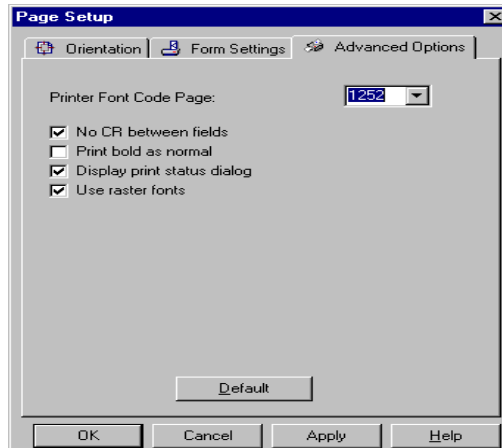 Page Setup
Orientation Form Settings Advanced Options
Printer Font Code Page: 1252
No CR between fields
Print bold as normal
Display print status dialog
Use raster fonts
Default
OK Cancel Apply Help